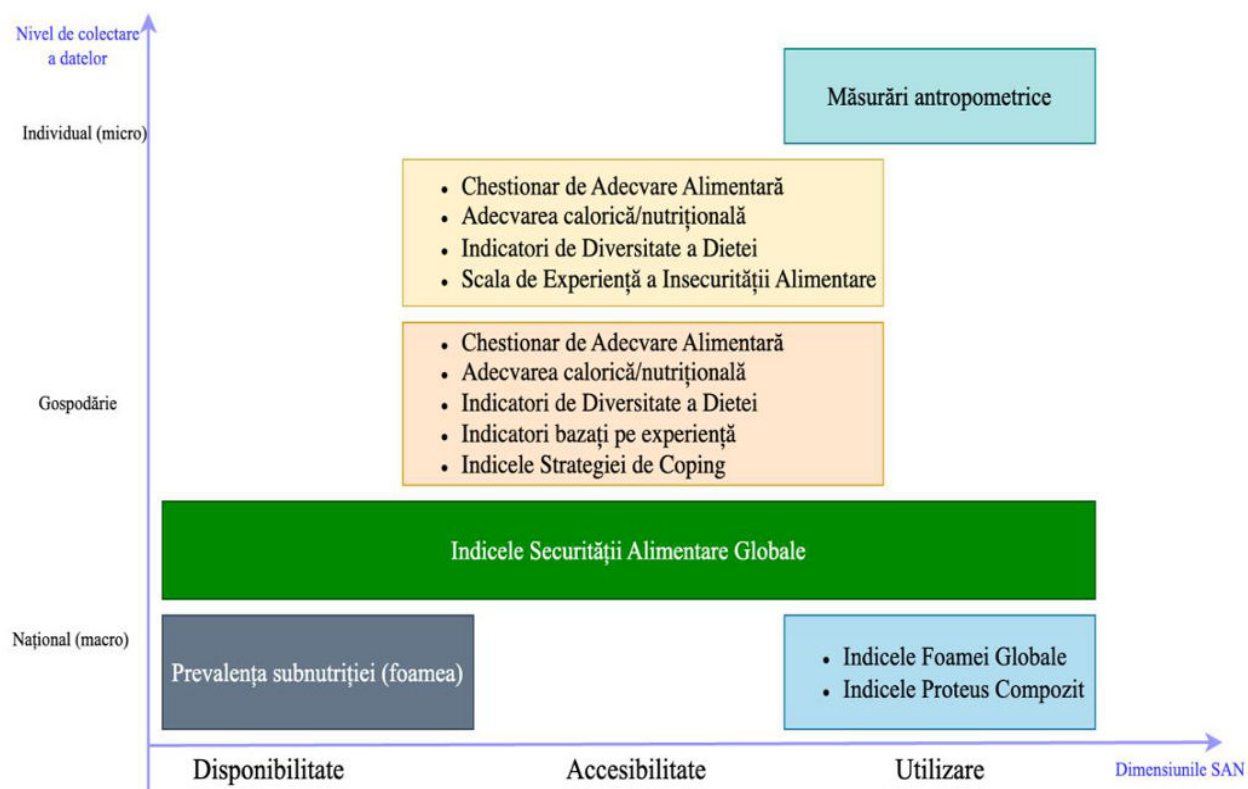 Nivel de colectare
a datelor
Individual (micro)
Măsurări antropometrice
• Chestionar de Adecvare Alimentară
• Adecvarea calorică/nutrițională
• Indicatori de Diversitate a Dietei
• Scala de Experiență a Insecurității Alimentare
Gospodărie
• Chestionar de Adecvare Alimentară
• Adecvarea calorică/nutrițională
• Indicatori de Diversitate a Dietei
• Indicatori bazați pe experiență
• Indicele Strategiei de Coping
Indicele Securității Alimentare Globale
Național (macro)
Prevalența subnutriției (foamea)
• Indicele Foamei Globale
• Indicele Proteus Compozit
Disponibilitate
Accesibilitate
Utilizare
Dimensiunile SAN